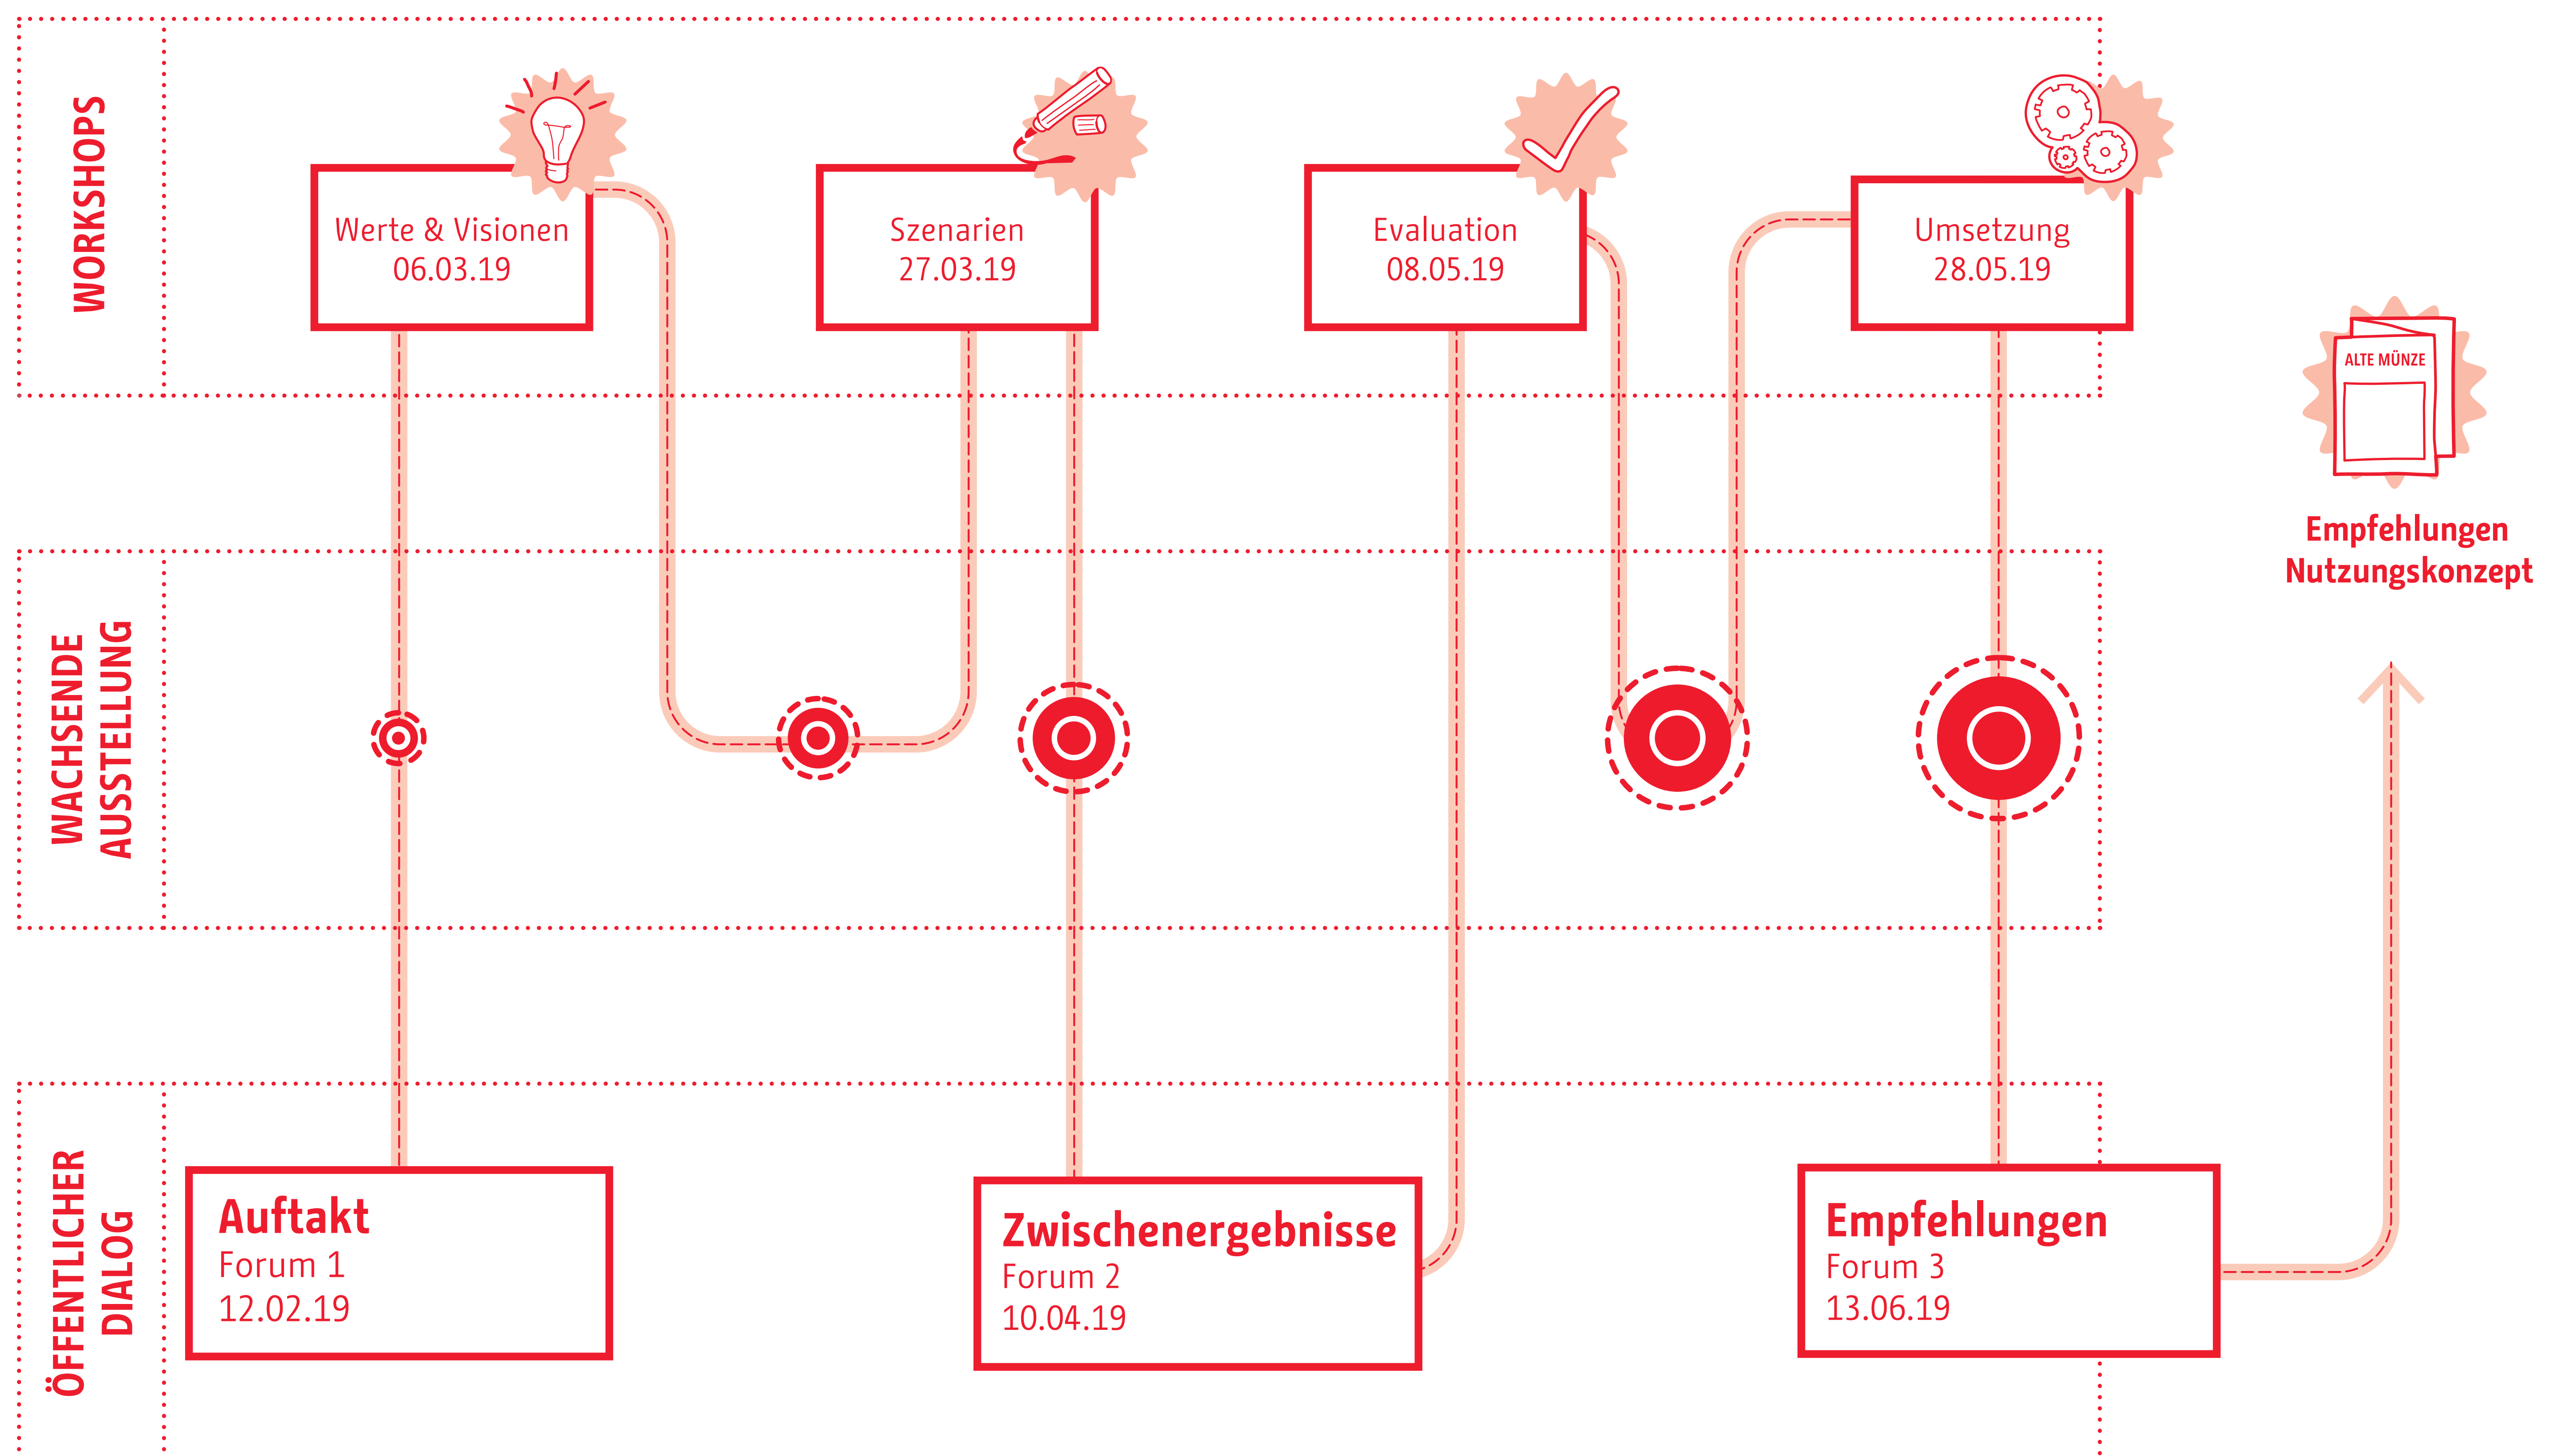 WORKSHOPS
Werte & Visionen
06.03.19
Szenarien
27.03.19
Evaluation
08.05.19
Umsetzung
28.05.19
ALTE MÜNZE
Empfehlungen
Nutzungskonzept
WACHSENDE
AUSSTELLUNG
ÖFFENTLICHER
DIALOG
Auftakt
Forum 1
12.02.19
Zwischenergebnisse
Forum 2
10.04.19
Empfehlungen
Forum 3
13.06.19